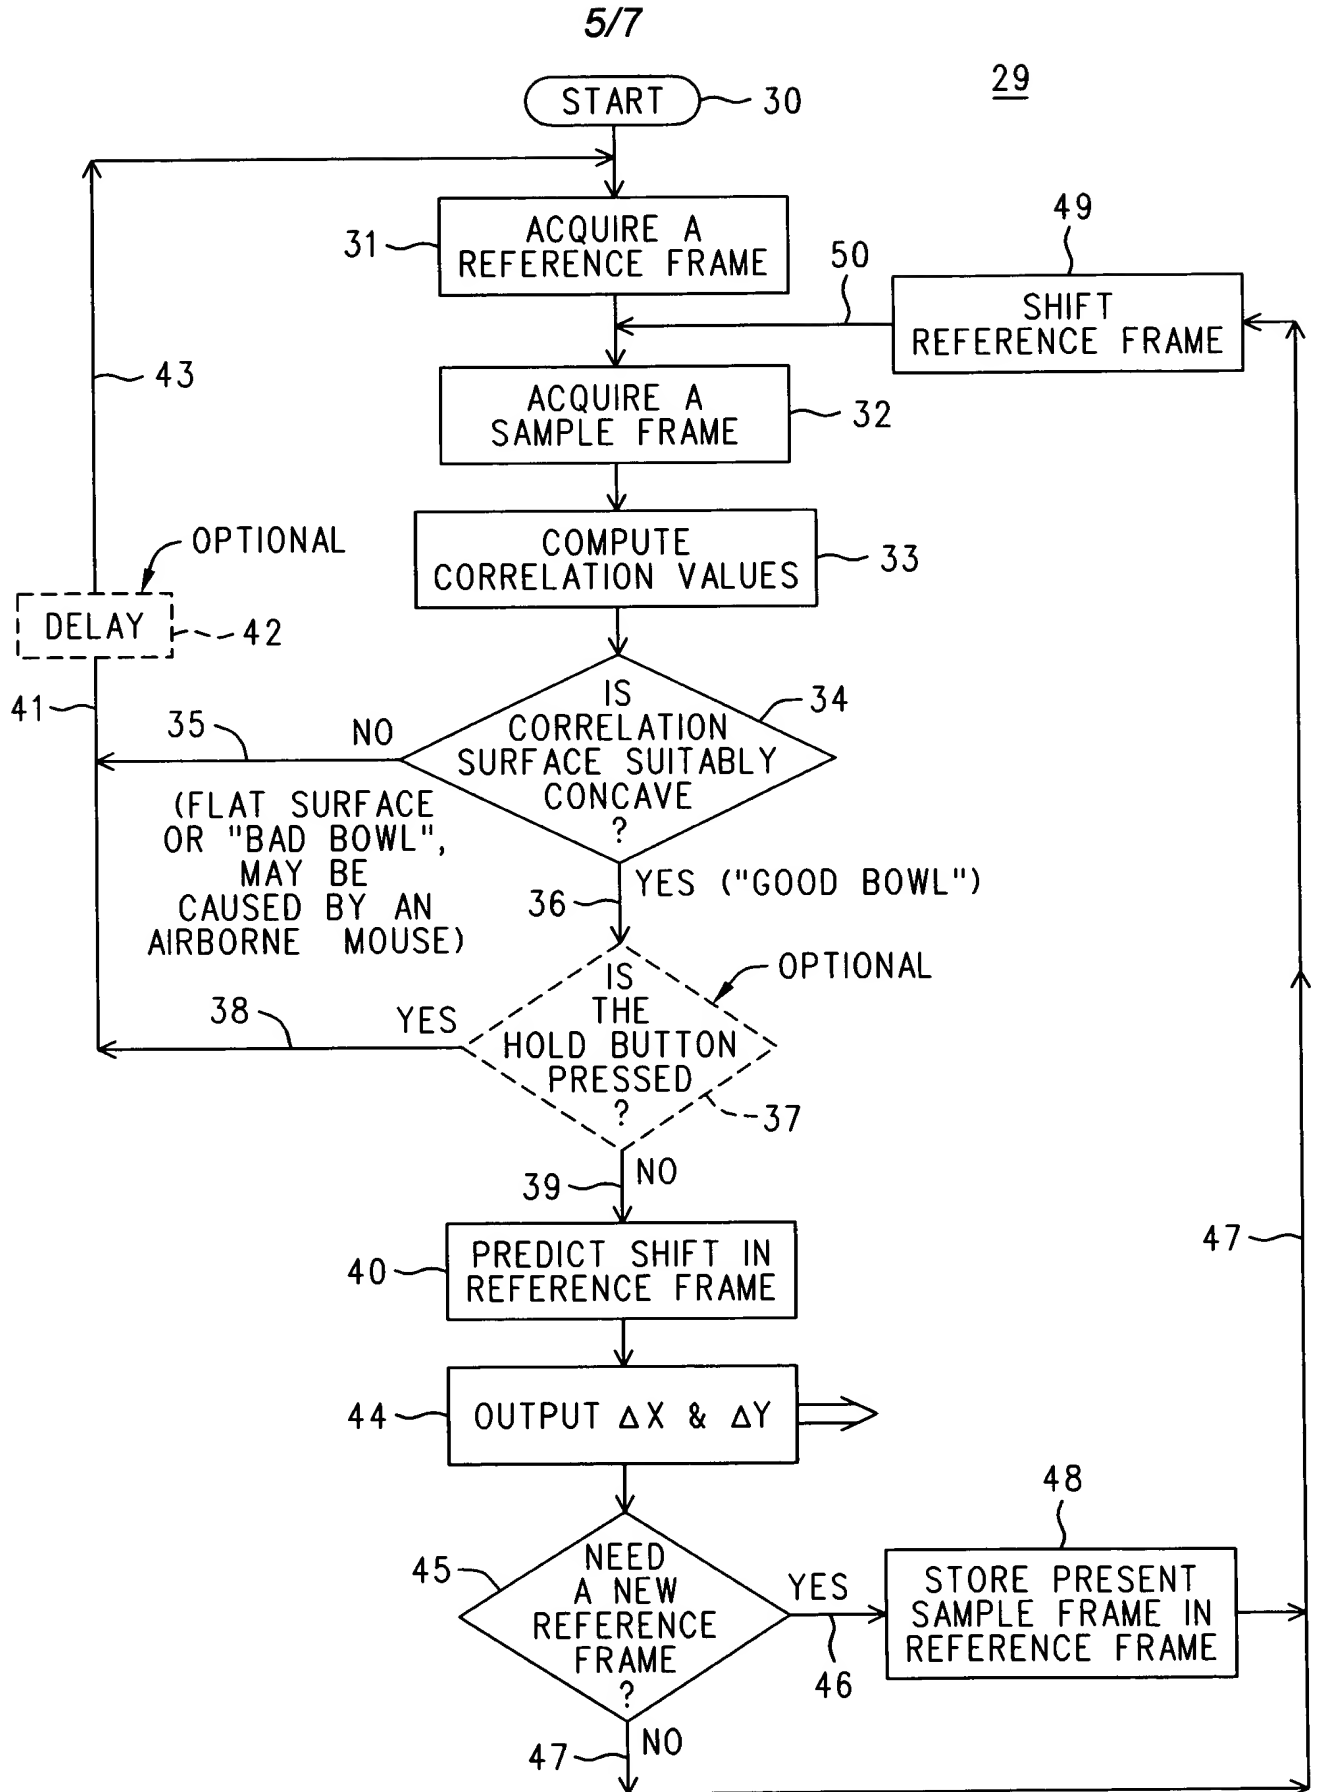 5/7
29
START
30
ACQUIRE A
REFERENCE FRAME
31
49
50
SHIFT
REFERENCE FRAME
43
ACQUIRE A
SAMPLE FRAME
32
OPTIONAL
COMPUTE
CORRELATION VALUES
33
DELAY
42
41
35
NO
IS
CORRELATION
SURFACE SUITABLY
CONCAVE
?
34
(FLAT SURFACE
OR "BAD BOWL",
MAY BE
CAUSED BY AN
AIRBORNE MOUSE)
36
YES ("GOOD BOWL")
OPTIONAL
38
YES
IS
THE
HOLD BUTTON
PRESSED
?
37
39
NO
40
PREDICT SHIFT IN
REFERENCE FRAME
47
44
OUTPUT ΔX & ΔY
45
NEED
A NEW
REFERENCE
FRAME
?
YES
46
48
STORE PRESENT
SAMPLE FRAME IN
REFERENCE FRAME
47
NO